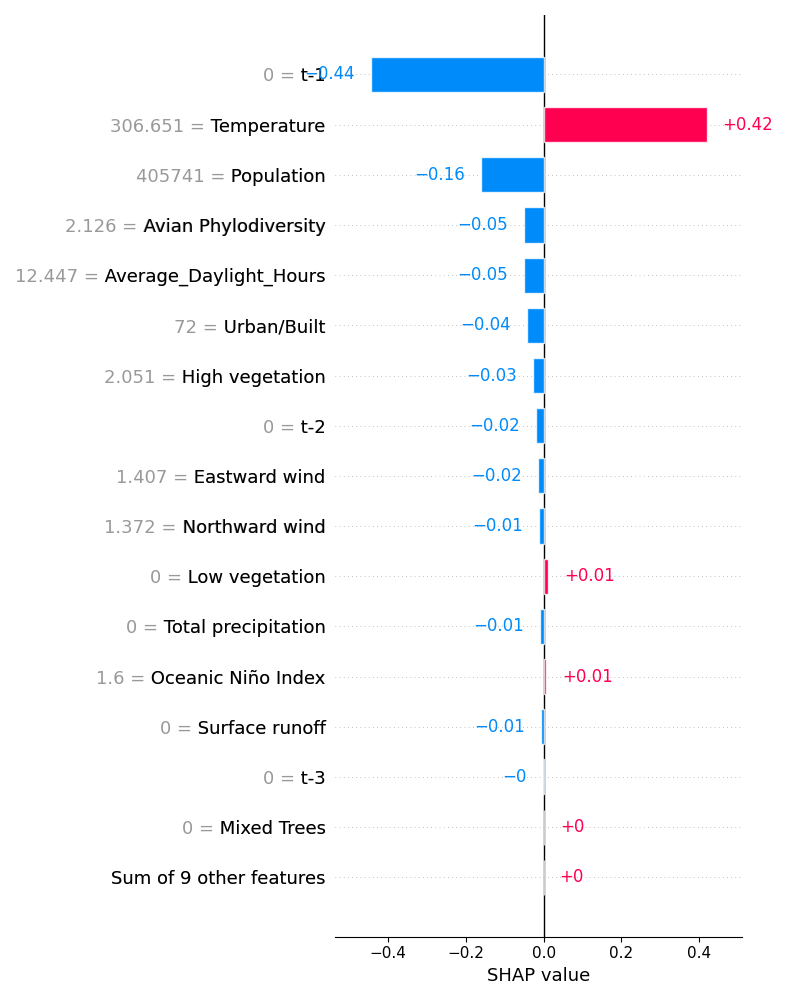 0 = t-1 −0.44
306.651 = Temperature +0.42
405741 = Population −0.16
2.126 = Avian Phylodiversity −0.05
12.447 = Average_Daylight_Hours −0.05
72 = Urban/Built −0.04
2.051 = High vegetation −0.03
0 = t-2 −0.02
1.407 = Eastward wind −0.02
1.372 = Northward wind −0.01
0 = Low vegetation +0.01
0 = Total precipitation −0.01
1.6 = Oceanic Niño Index +0.01
0 = Surface runoff −0.01
0 = t-3 −0
0 = Mixed Trees +0
Sum of 9 other features +0
−0.4 −0.2 0.0 0.2 0.4
SHAP value